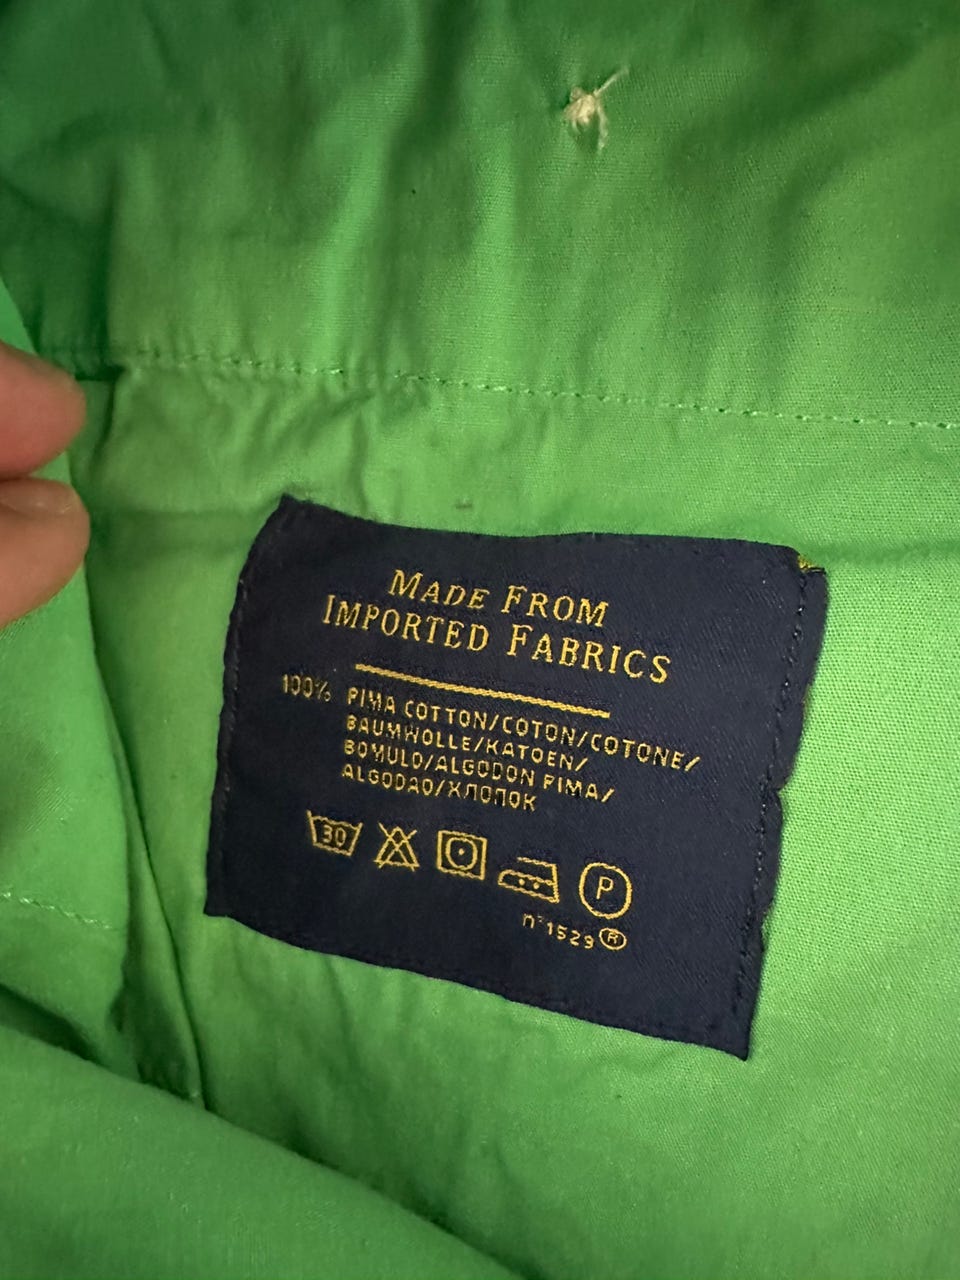 MADE FROM
IMPORTED FABRICS
100% PIMA COTTON/COTON/COTONE/
BAUMWOLLE/KATOEN/
BOMULD/ALGODON PIMA/
ALGODAO/ХЛОПОК
30 P
n°1529®